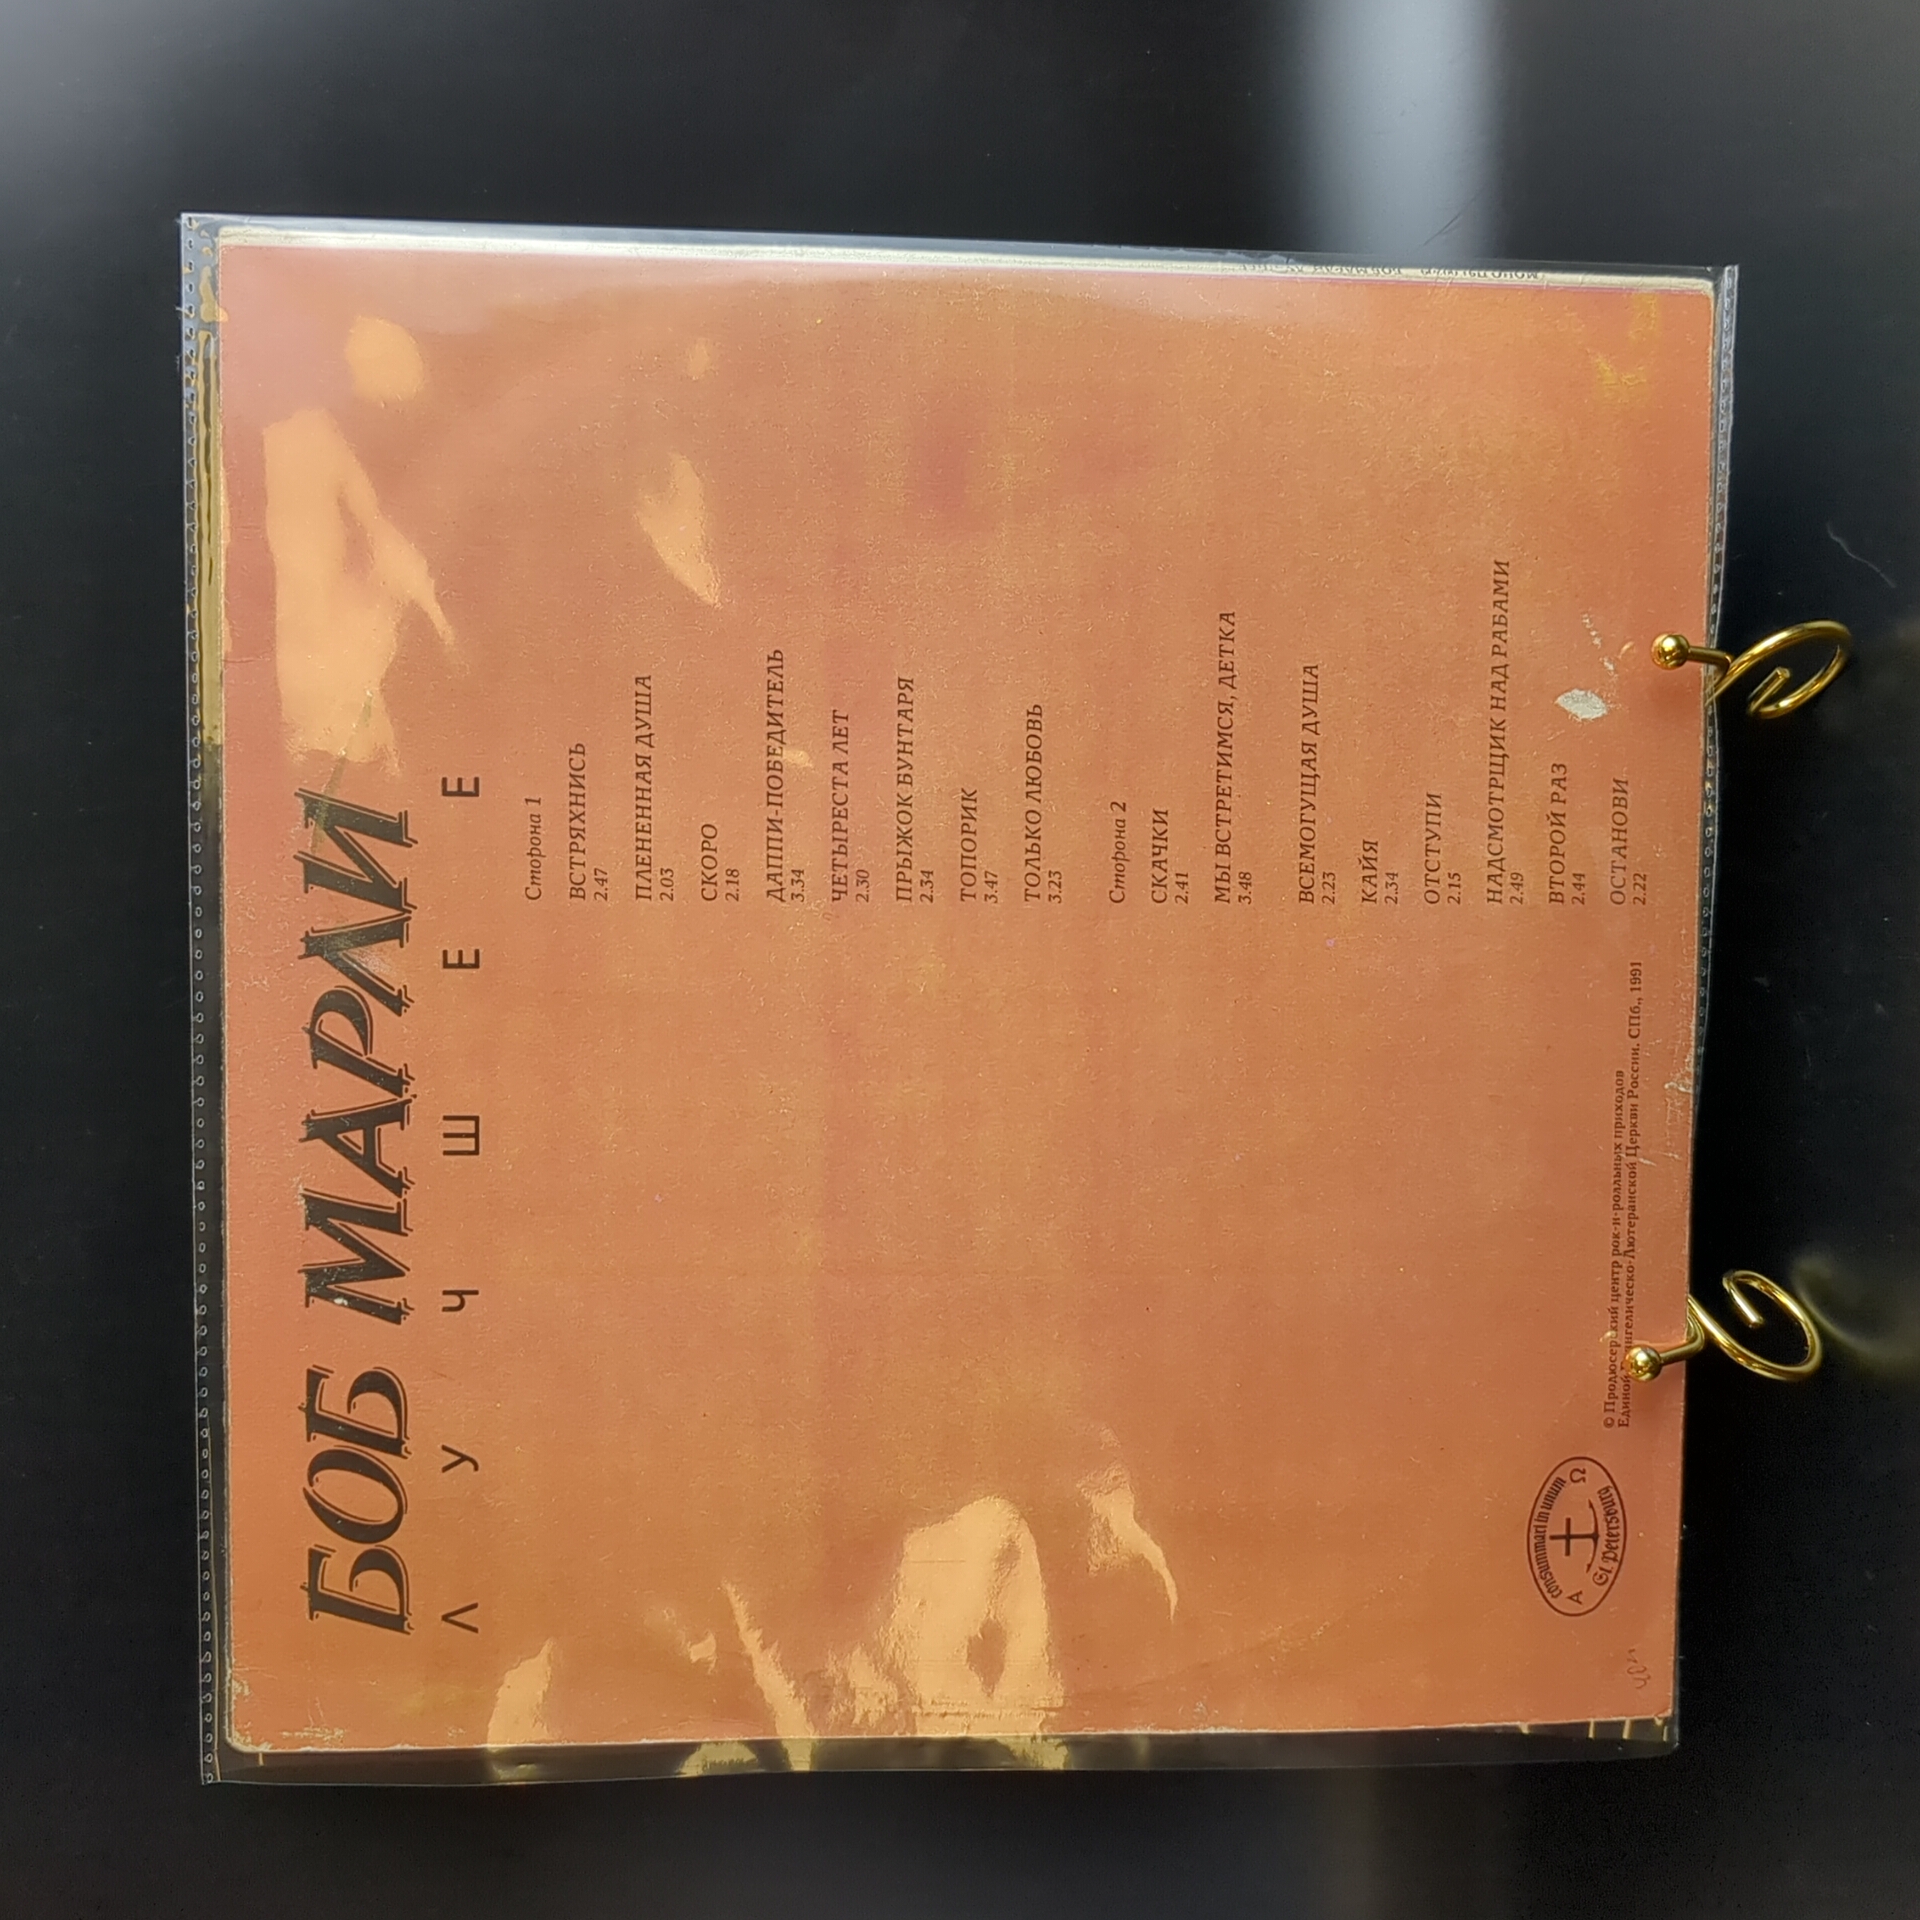 БОБ МАРЛИ
ЛУЧШЕЕ
Сторона 1
ВСТРЯХНИСЬ
2.47
ПЛЕНЕННАЯ ДУША
2.03
СКОРО
2.18
ДАППИ-ПОБЕДИТЕЛЬ
3.34
ЧЕТЫРЕСТА ЛЕТ
2.30
ПРЫЖОК БУНТАРЯ
2.34
ТОПОРИК
3.47
ТОЛЬКО ЛЮБОВЬ
3.23
Сторона 2
СКАЧКИ
2.41
МЫ ВСТРЕТИМСЯ, ДЕТКА
3.48
ВСЕМОГУЩАЯ ДУША
2.23
КАЙЯ
2.34
ОТСТУПИ
2.15
НАДСМОТРЩИК НАД РАБАМИ
2.49
ВТОРОЙ РАЗ
2.44
ОСТАНОВИ
2.22
© Продюсерский центр рок-н-ролльных приходов
Единой Евангелическо-Лютеранской Церкви России. СПб., 1991
consummari in unum
Α Ω
St. Petersburg